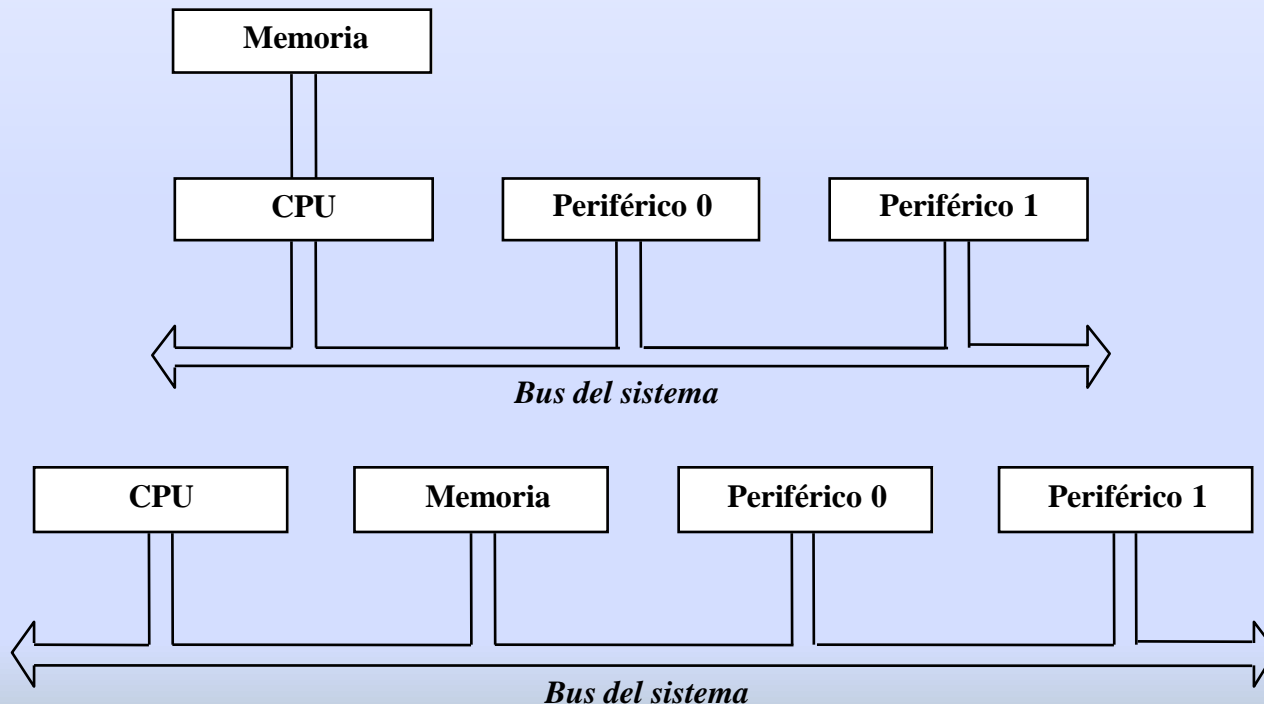 Memoria
CPU
Periférico 0
Periférico 1
Bus del sistema
CPU
Memoria
Periférico 0
Periférico 1
Bus del sistema